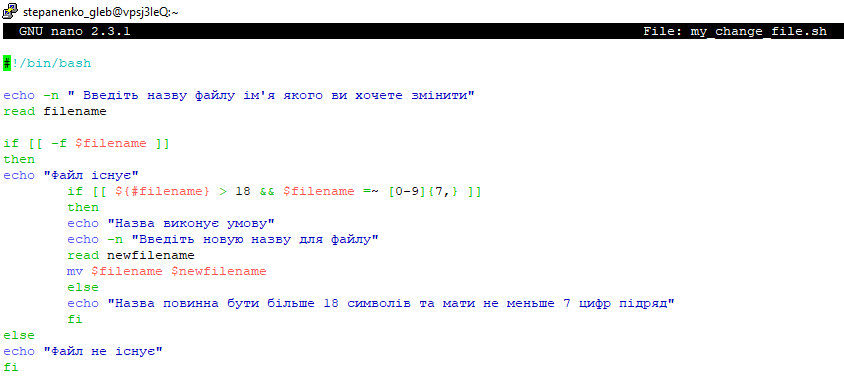 stepanenko_gleb@vpsj3leQ:~
GNU nano 2.3.1 File: my_change_file.sh
#!/bin/bash
echo -n " Введіть назву файлу ім'я якого ви хочете змінити"
read filename
if [[ -f $filename ]]
then
echo "Файл існує"
if [[ ${#filename} > 18 && $filename =~ [0-9]{7,} ]]
then
echo "Назва виконує умову"
echo -n "Введіть новую назву для файлу"
read newfilename
mv $filename $newfilename
else
echo "Назва повинна бути більше 18 символів та мати не меньше 7 цифр підряд"
fi
else
echo "Файл не існує"
fi